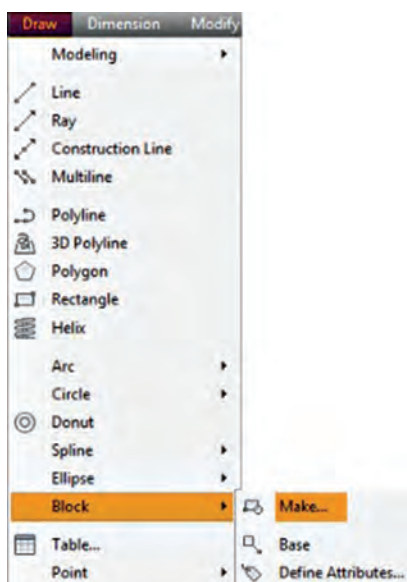 Draw Dimension Modify
Modeling
Line
Ray
Construction Line
Multiline
Polyline
3D Polyline
Polygon
Rectangle
Helix
Arc
Circle
Donut
Spline
Ellipse
Block Make...
Table... Base
Point Define Attributes...